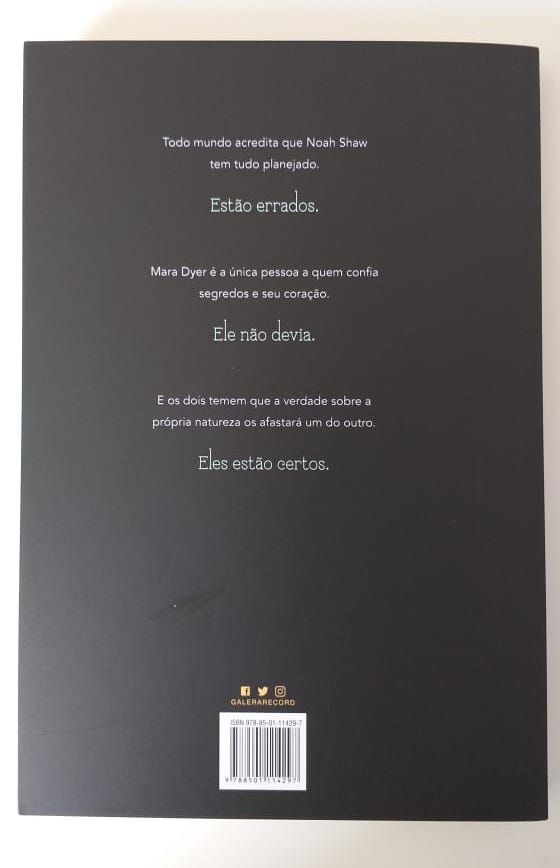 Todo mundo acredita que Noah Shaw
tem tudo planejado.
Estão errados.
Mara Dyer é a única pessoa a quem confia
segredos e seu coração.
Ele não devia.
E os dois temem que a verdade sobre a
própria natureza os afastará um do outro.
Eles estão certos.
GALERARECORD
ISBN 978-85-01-11429-7
9 788501 114297